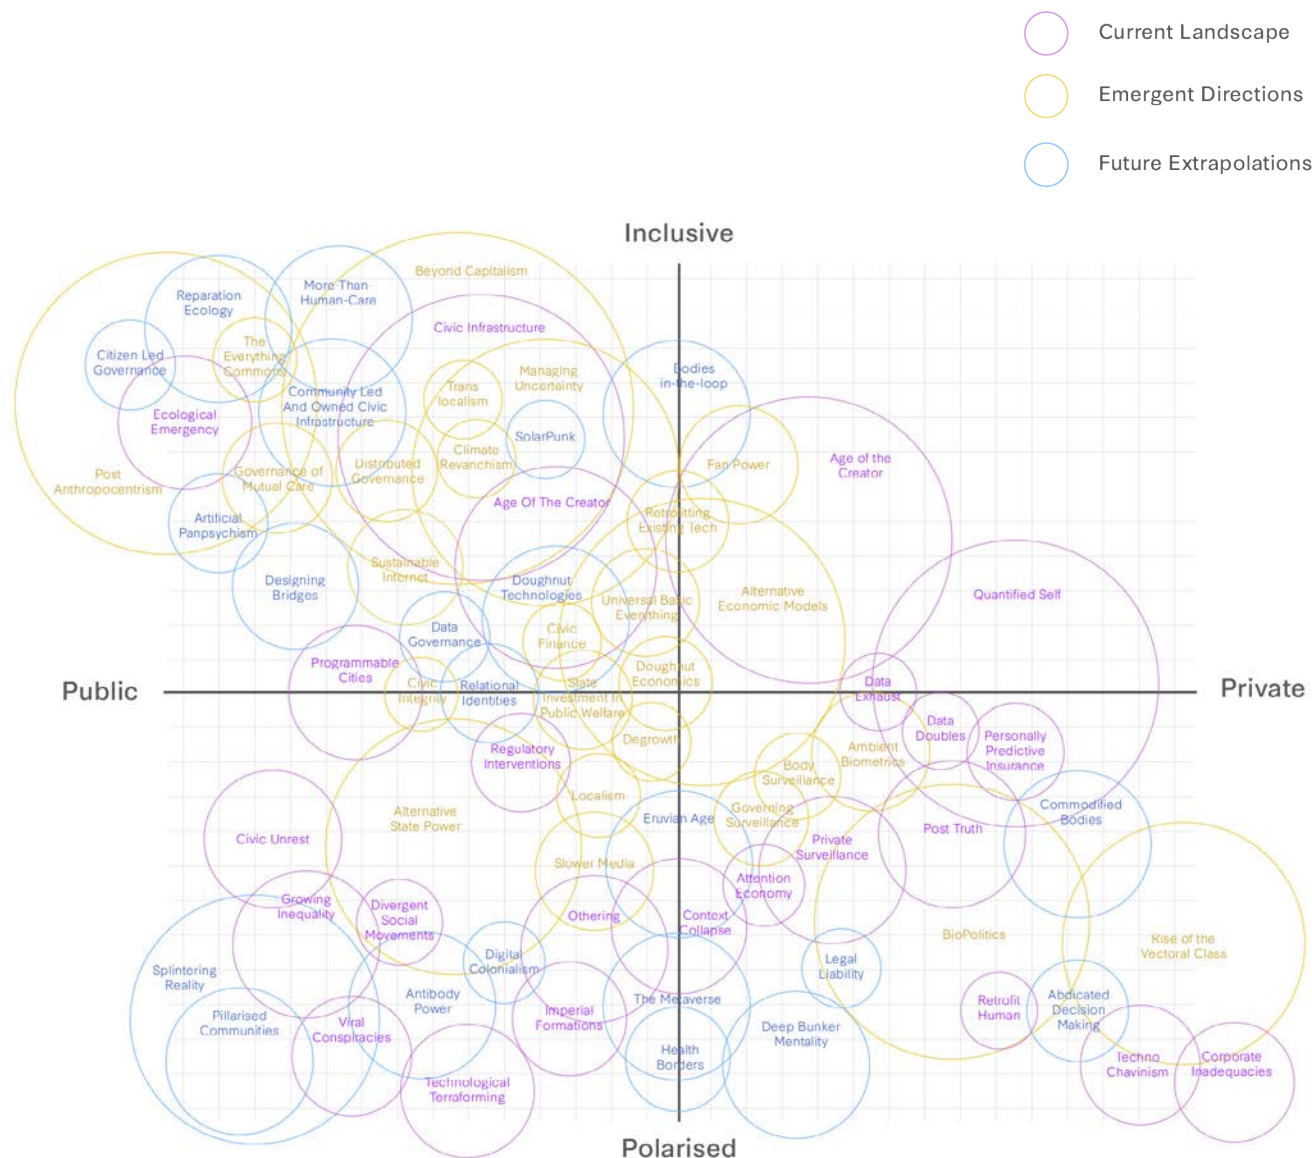 Current Landscape
Emergent Directions
Future Extrapolations
Inclusive
Beyond Capitalism
More Than
Human-Care
Reparation
Ecology
Civic Infrastructure
The
Everything
Commons
Citizen Led
Governance
Managing
Uncertainty
Bodies
in-the-loop
Trans
localism
Community Led
And Owned Civic
Infrastructure
Ecological
Emergency
SolarPunk
Climate
Revanchism
Fan Power
Age of the
Creator
Post
Anthropocentrism
Governance of
Mutual Care
Distributed
Governance
Age Of The Creator
Retrofitting
Existing Tech
Artificial
Panpsychism
Sustainable
Internet
Designing
Bridges
Doughnut
Technologies
Universal Basic
Everything
Alternative
Economic Models
Quantified Self
Data
Governance
Civic
Finance
Programmable
Cities
Doughnut
Economics
Public
Civic
Integrity
Relational
Identities
State
Investment In
Public Welfare
Data
Exhaust
Private
Regulatory
Interventions
Degrowth
Data
Doubles
Personally
Predictive
Insurance
Ambient
Biometrics
Body
Surveillance
Localism
Alternative
State Power
Eruvian Age
Governing
Surveillance
Commodified
Bodies
Civic Unrest
Post Truth
Private
Surveillance
Slower Media
Attention
Economy
Growing
Inequality
Divergent
Social
Movements
Othering
Context
Collapse
BioPolitics
Rise of the
Vectoral Class
Splintering
Reality
Digital
Colonialism
Legal
Liability
Antibody
Power
The Metaverse
Retrofit
Human
Abdicated
Decision
Making
Pillarised
Communities
Viral
Conspiracies
Imperial
Formations
Deep Bunker
Mentality
Health
Borders
Techno
Chavinism
Corporate
Inadequacies
Technological
Terraforming
Polarised